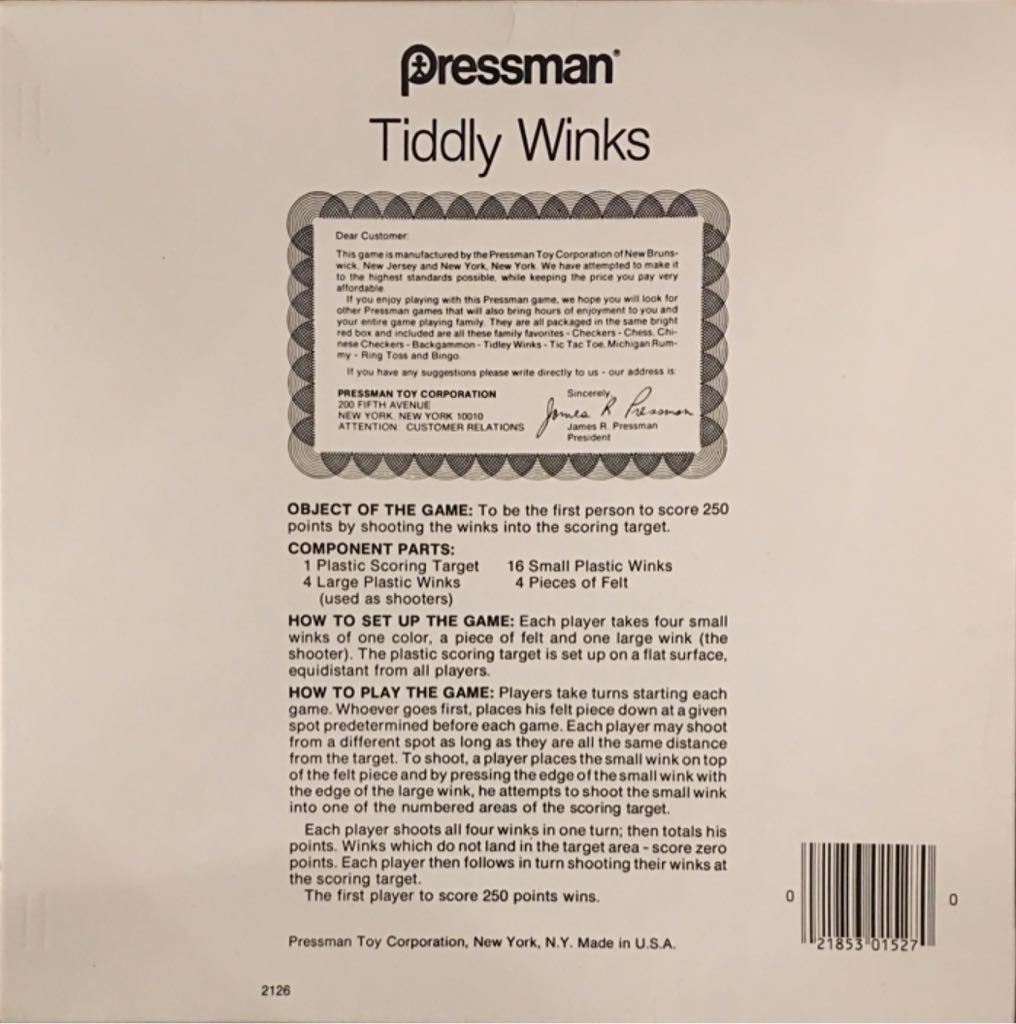 Pressman®
Tiddly Winks
Dear Customer:
This game is manufactured by the Pressman Toy Corporation of New Bruns-
wick, New Jersey and New York, New York. We have attempted to make it
to the highest standards possible, while keeping the price you pay very
affordable.
If you enjoy playing with this Pressman game, we hope you will look for
other Pressman games that will also bring hours of enjoyment to you and
your entire game playing family. They are all packaged in the same bright
red box and included are all these family favorites - Checkers - Chess, Chi-
nese Checkers - Backgammon - Tidley Winks - Tic Tac Toe, Michigan Rum-
my - Ring Toss and Bingo.
If you have any suggestions please write directly to us - our address is:
PRESSMAN TOY CORPORATION
200 FIFTH AVENUE
NEW YORK, NEW YORK 10010
ATTENTION: CUSTOMER RELATIONS
Sincerely,
James R Pressman
James R. Pressman
President
OBJECT OF THE GAME: To be the first person to score 250
points by shooting the winks into the scoring target.
COMPONENT PARTS:
1 Plastic Scoring Target 16 Small Plastic Winks
4 Large Plastic Winks 4 Pieces of Felt
(used as shooters)
HOW TO SET UP THE GAME: Each player takes four small
winks of one color, a piece of felt and one large wink (the
shooter). The plastic scoring target is set up on a flat surface,
equidistant from all players.
HOW TO PLAY THE GAME: Players take turns starting each
game. Whoever goes first, places his felt piece down at a given
spot predetermined before each game. Each player may shoot
from a different spot as long as they are all the same distance
from the target. To shoot, a player places the small wink on top
of the felt piece and by pressing the edge of the small wink with
the edge of the large wink, he attempts to shoot the small wink
into one of the numbered areas of the scoring target.
Each player shoots all four winks in one turn; then totals his
points. Winks which do not land in the target area - score zero
points. Each player then follows in turn shooting their winks at
the scoring target.
The first player to score 250 points wins.
0 21853 01527 0
Pressman Toy Corporation, New York, N.Y. Made in U.S.A.
2126